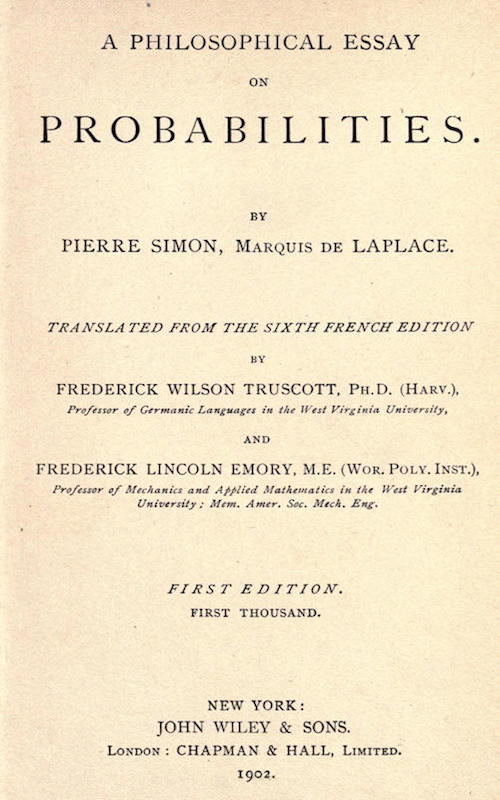 A PHILOSOPHICAL ESSAY
ON
PROBABILITIES.
BY
PIERRE SIMON, MARQUIS DE LAPLACE.
TRANSLATED FROM THE SIXTH FRENCH EDITION
BY
FREDERICK WILSON TRUSCOTT, PH.D. (HARV.),
Professor of Germanic Languages in the West Virginia University,
AND
FREDERICK LINCOLN EMORY, M.E. (WOR. POLY. INST.),
Professor of Mechanics and Applied Mathematics in the West Virginia
University; Mem. Amer. Soc. Mech. Eng.
FIRST EDITION.
FIRST THOUSAND.
NEW YORK:
JOHN WILEY & SONS.
LONDON: CHAPMAN & HALL, LIMITED.
1902.